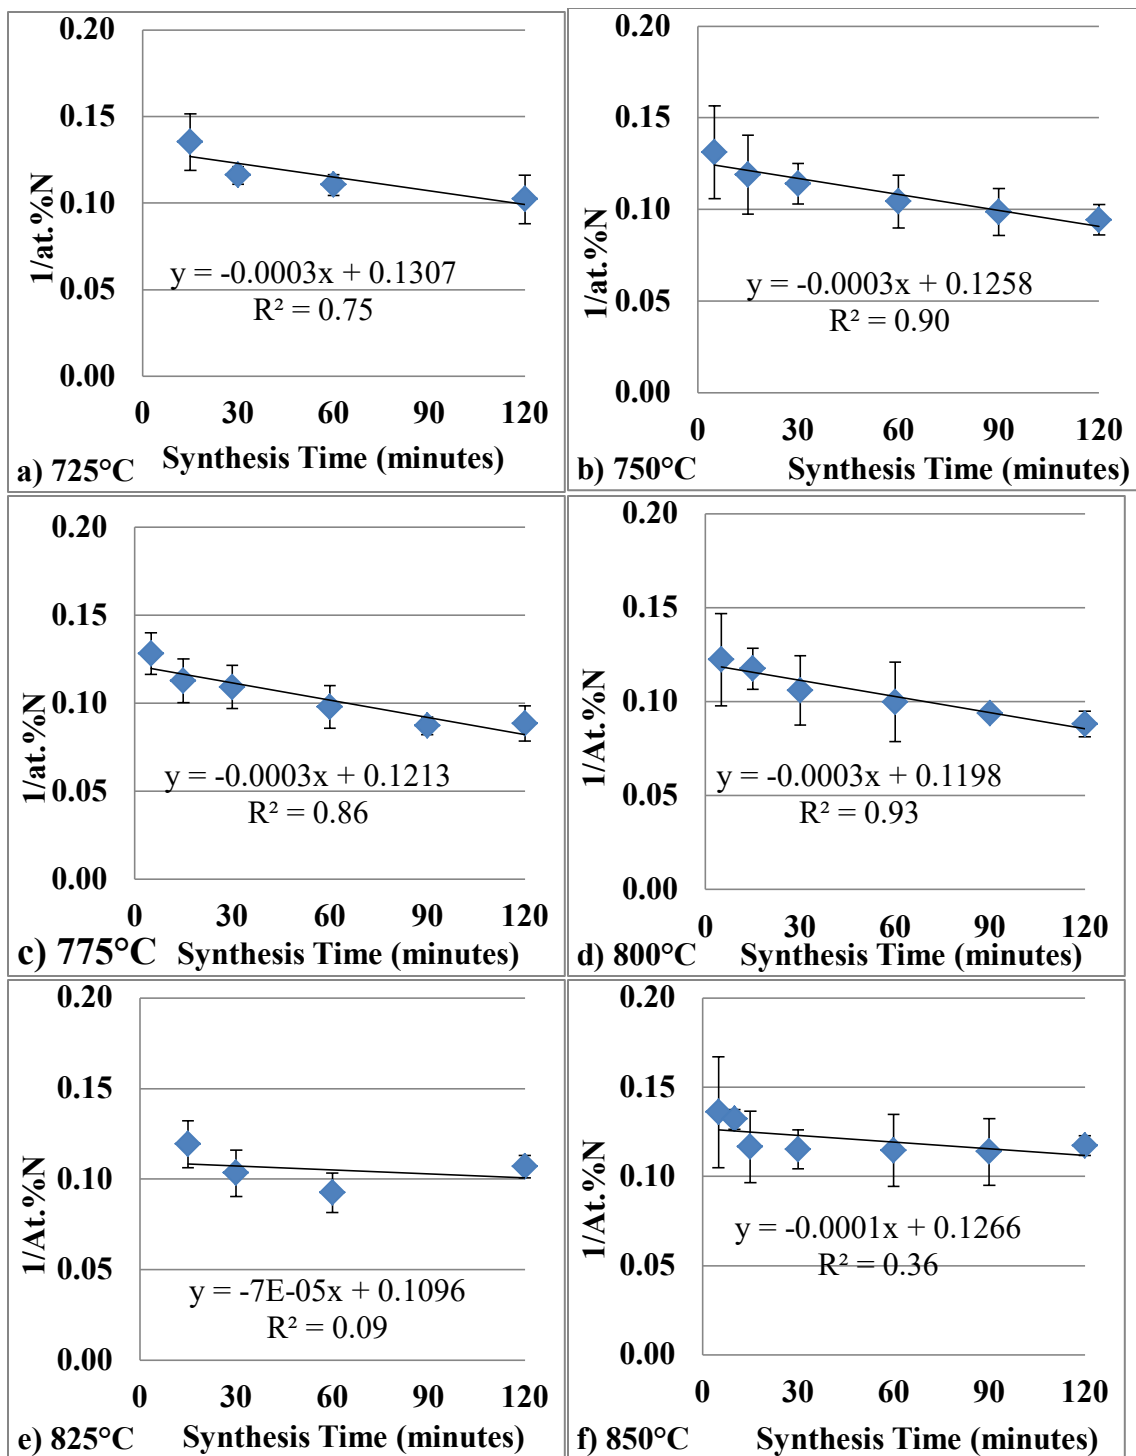 0.20
0.15
0.10
0.05
0.00
1/at.%N
y = -0.0003x + 0.1307
R² = 0.75
0 30 60 90 120
Synthesis Time (minutes)
a) 725°C
0.20
0.15
0.10
0.05
0.00
1/at.%N
y = -0.0003x + 0.1258
R² = 0.90
0 30 60 90 120
b) 750°C
Synthesis Time (minutes)
0.20
0.15
0.10
0.05
0.00
1/at.%N
y = -0.0003x + 0.1213
R² = 0.86
0 30 60 90 120
c) 775°C
Synthesis Time (minutes)
0.20
0.15
0.10
0.05
0.00
1/At.%N
y = -0.0003x + 0.1198
R² = 0.93
0 30 60 90 120
d) 800°C
Synthesis Time (minutes)
0.20
0.15
0.10
0.05
0.00
1/At.%N
y = -7E-05x + 0.1096
R² = 0.09
0 30 60 90 120
e) 825°C
Synthesis Time (minutes)
0.20
0.15
0.10
0.05
0.00
1/At.%N
y = -0.0001x + 0.1266
R² = 0.36
0 30 60 90 120
f) 850°C
Synthesis Time (minutes)